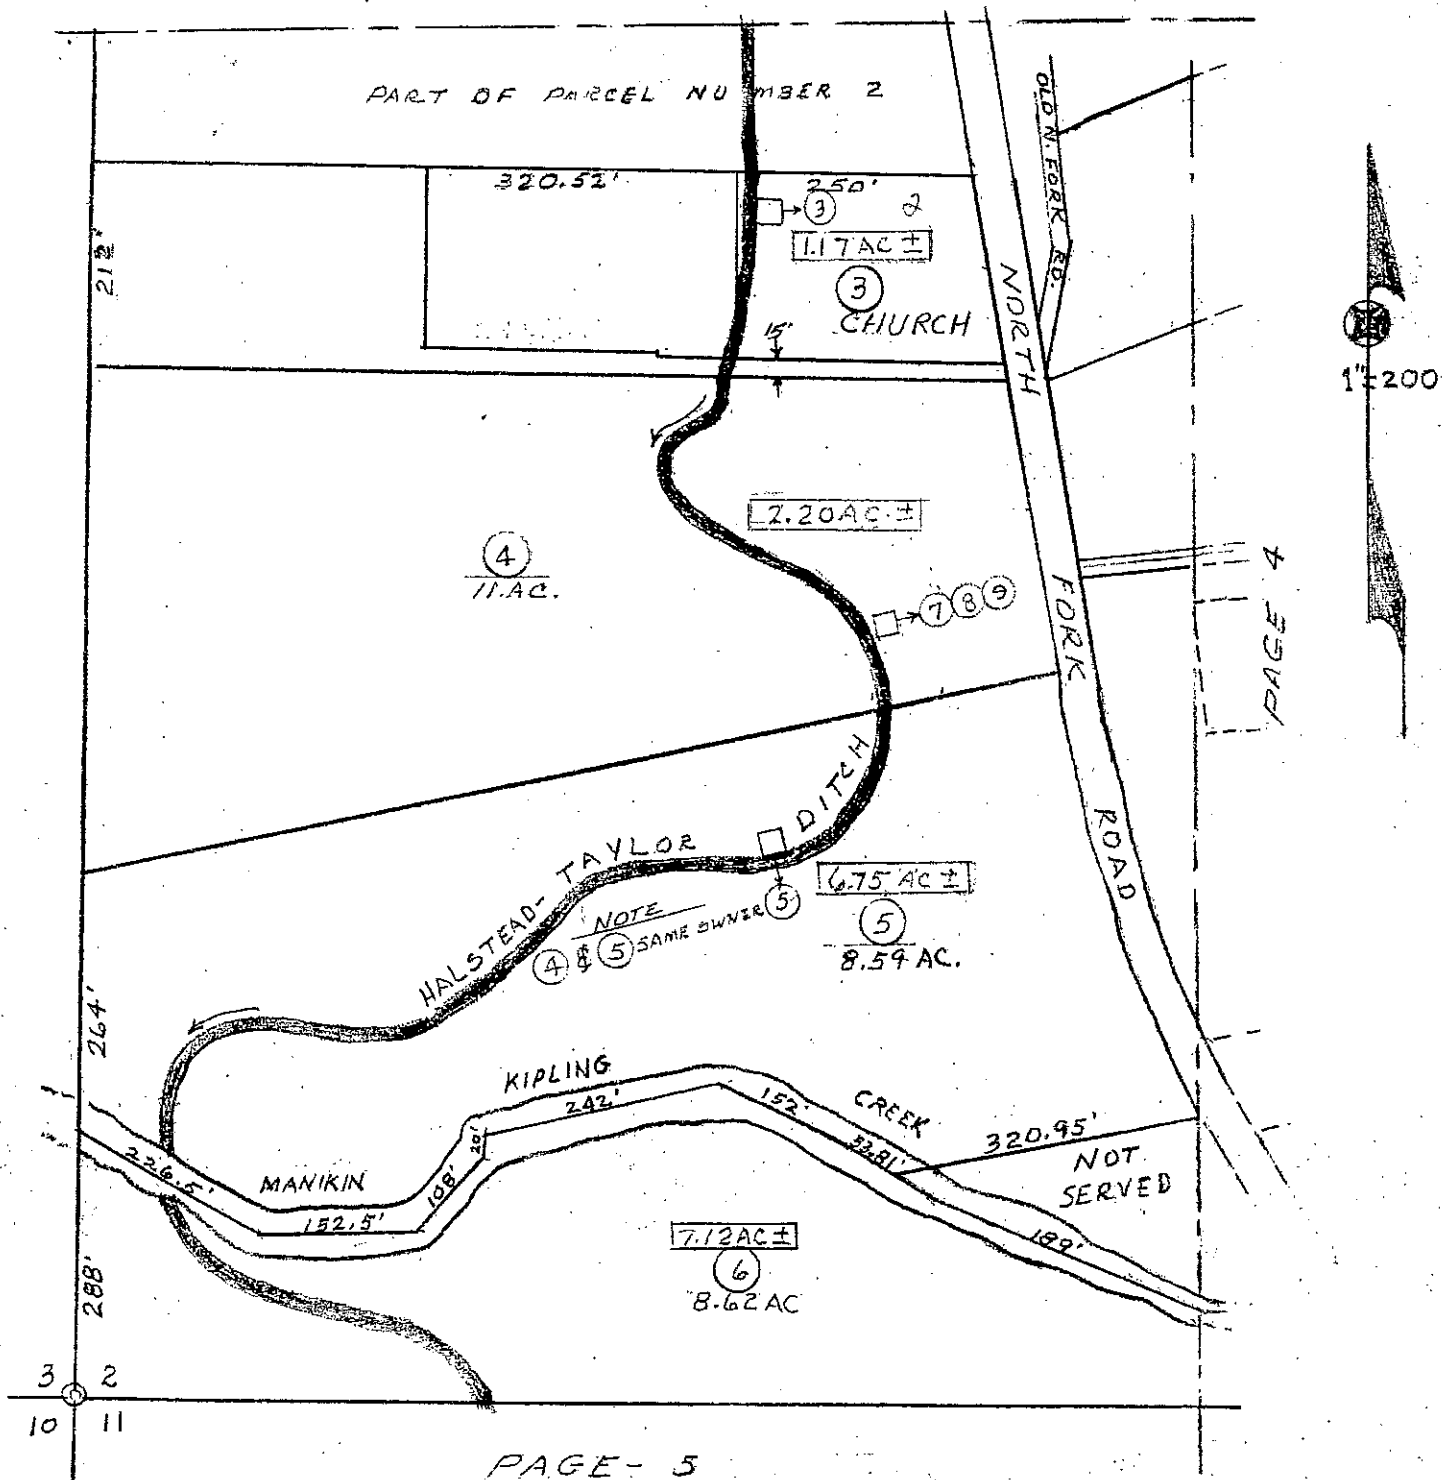 PART OF PARCEL NUMBER 2
OLD N. FORK RD.
320.52'
250'
3
2
1.17 AC ±
3
CHURCH
212'
15'
NORTH FORK ROAD
1"=200
2.20 AC ±
4
11. AC.
7 8 9
PAGE 4
HALSTEAD- TAYLOR DITCH
6.75 AC ±
5
8.59 AC.
NOTE
4 & 5 SAME OWNER
5
264'
KIPLING
242'
152'
CREEK
53.81'
320.95'
NOT
SERVED
20'
108'
226.5'
MANIKIN
152.5'
189'
7.12 AC ±
6
8.62 AC
288'
3 2
10 11
PAGE- 5